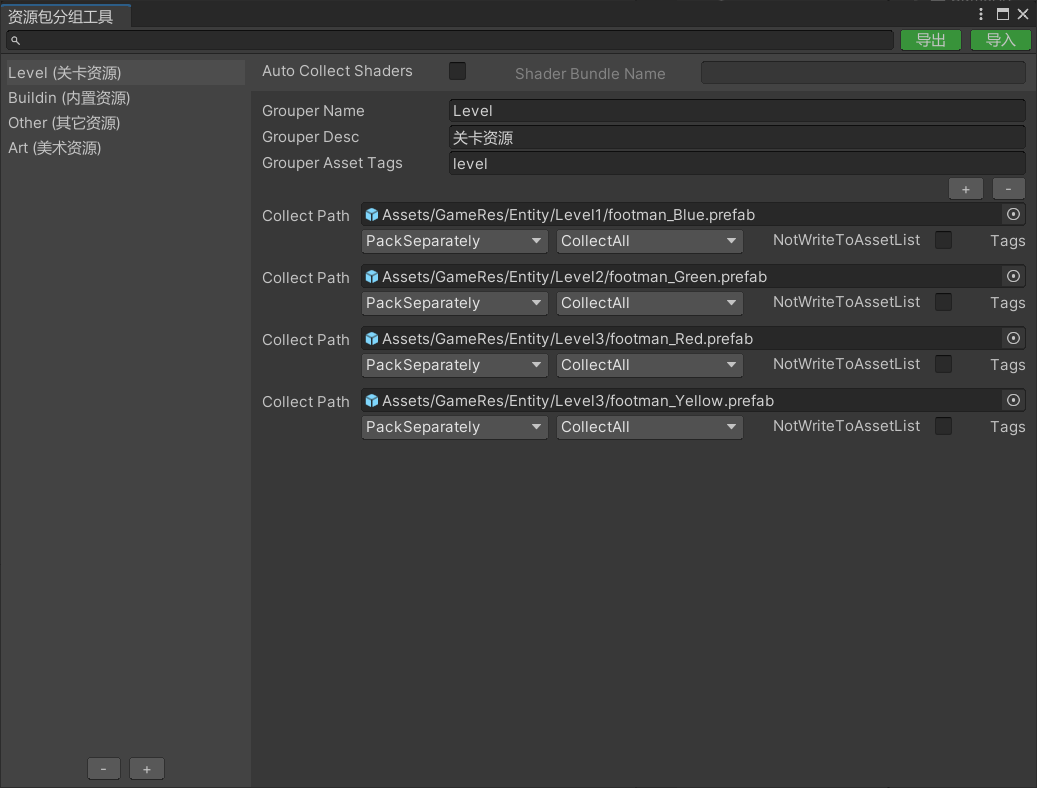 资源包分组工具
导出 导入
Level (关卡资源)
Buildin (内置资源)
Other (其它资源)
Art (美术资源)
- +
Auto Collect Shaders Shader Bundle Name
Grouper Name Level
Grouper Desc 关卡资源
Grouper Asset Tags level
+ -
Collect Path Assets/GameRes/Entity/Level1/footman_Blue.prefab
PackSeparately CollectAll NotWriteToAssetList Tags
Collect Path Assets/GameRes/Entity/Level2/footman_Green.prefab
PackSeparately CollectAll NotWriteToAssetList Tags
Collect Path Assets/GameRes/Entity/Level3/footman_Red.prefab
PackSeparately CollectAll NotWriteToAssetList Tags
Collect Path Assets/GameRes/Entity/Level3/footman_Yellow.prefab
PackSeparately CollectAll NotWriteToAssetList Tags